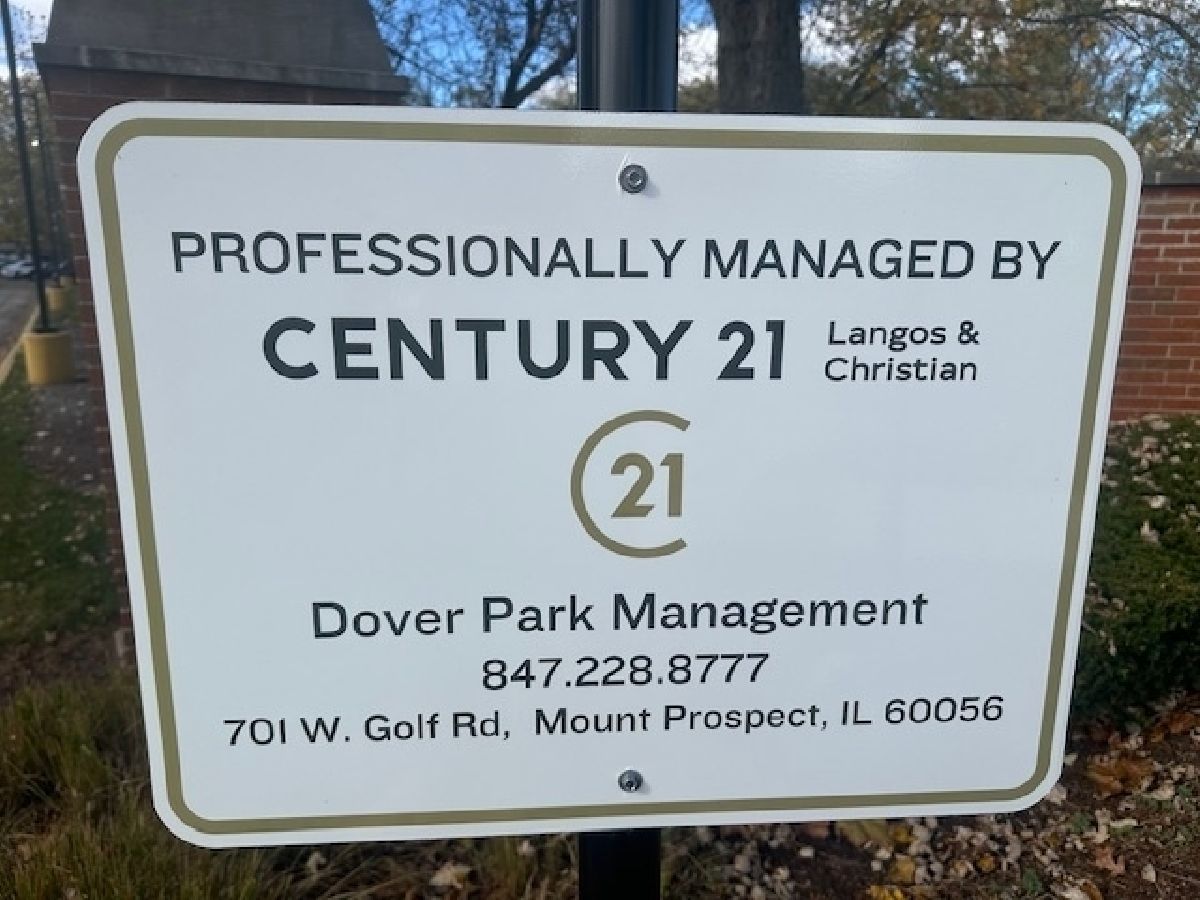 PROFESSIONALLY MANAGED BY
CENTURY 21 Langos &
Christian
C21
Dover Park Management
847.228.8777
701 W. Golf Rd, Mount Prospect, IL 60056